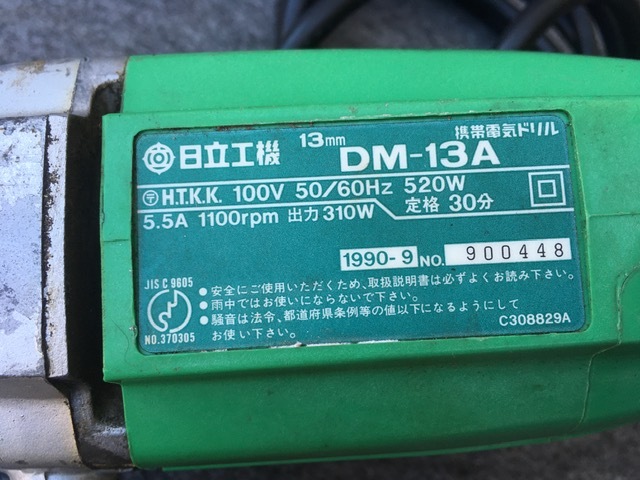 日立工機 13mm DM-13A 携帯電気ドリル
〒H.T.K.K. 100V 50/60Hz 520W
5.5A 1100rpm 出力310W 定格 30分
1990-9 NO. 900448
JIS C 9605
NO.370305
●安全にご使用いただくため、取扱説明書は必ずよくお読み下さい。
●雨中ではお使いにならないで下さい。
●騒音は法令、都道府県条例等の値以下になるようにして
お使い下さい。
C308829A